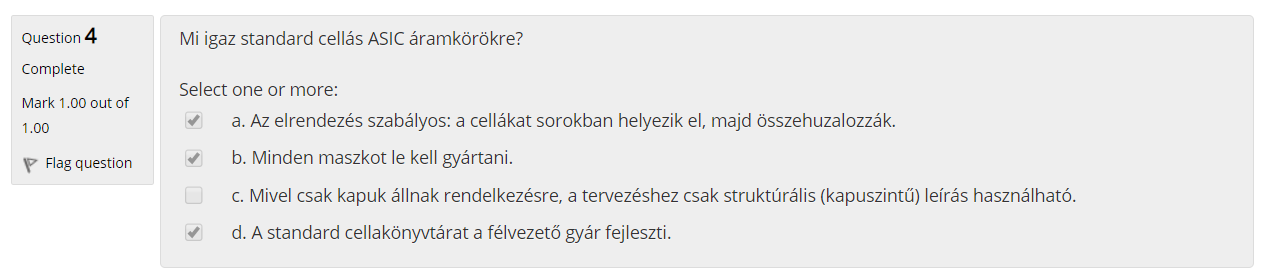 Question 4
Complete
Mark 1.00 out of
1.00
Flag question
Mi igaz standard cellás ASIC áramkörökre?
Select one or more:
a. Az elrendezés szabályos: a cellákat sorokban helyezik el, majd összehuzalozzák.
b. Minden maszkot le kell gyártani.
c. Mivel csak kapuk állnak rendelkezésre, a tervezéshez csak struktúrális (kapuszintű) leírás használható.
d. A standard cellakönyvtárat a félvezető gyár fejleszti.